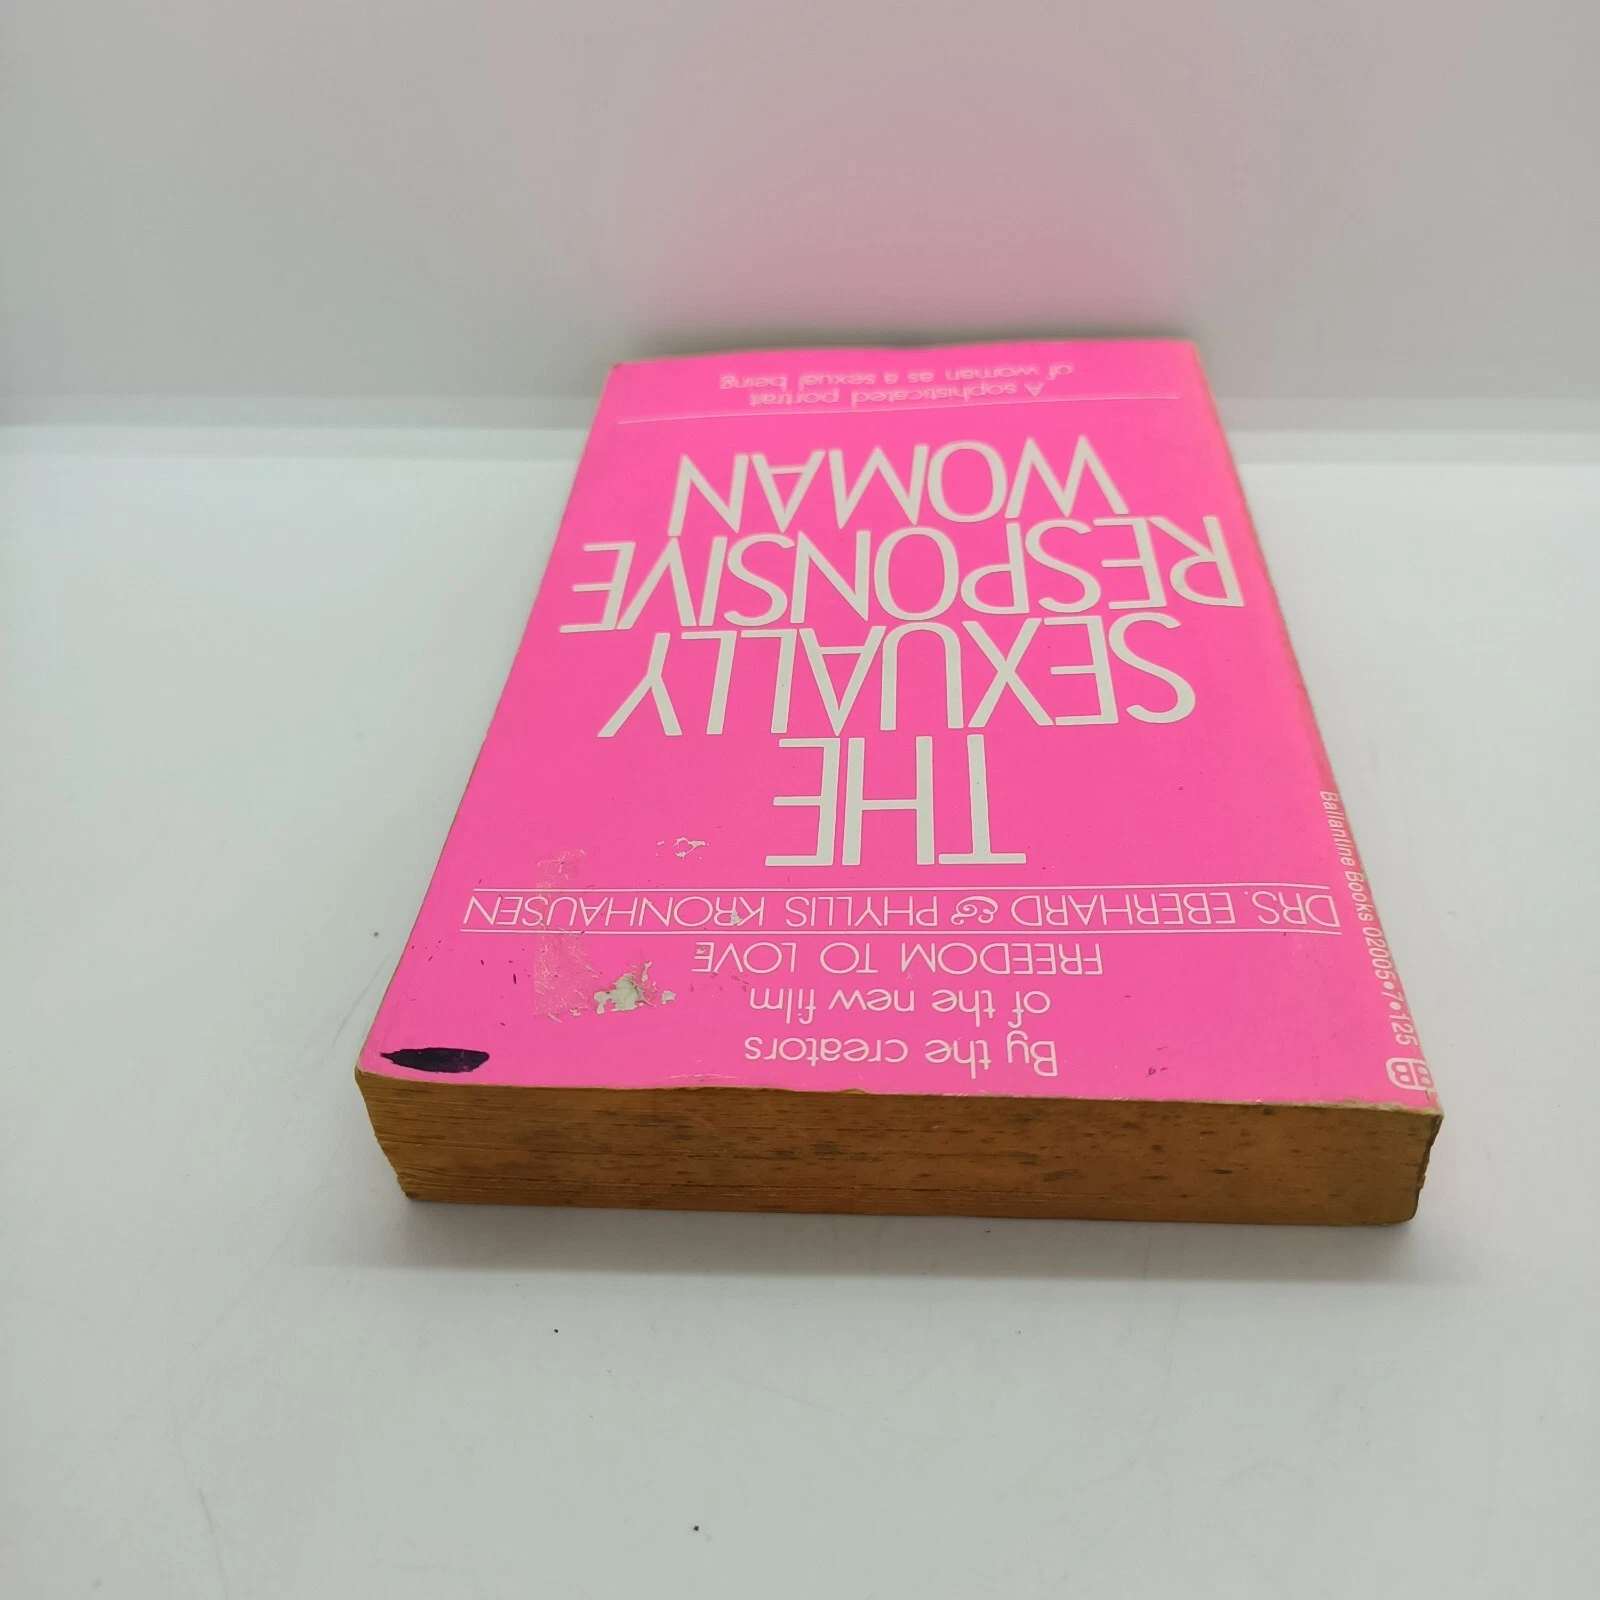 By the creators
of the new film
FREEDOM TO LOVE
DRS. EBERHARD & PHYLLIS KRONHAUSEN
THE
SEXUALLY
RESPONSIVE
WOMAN
A sophisticated portrait
of woman as a sexual being
Ballantine Books 02005•7•125
BB